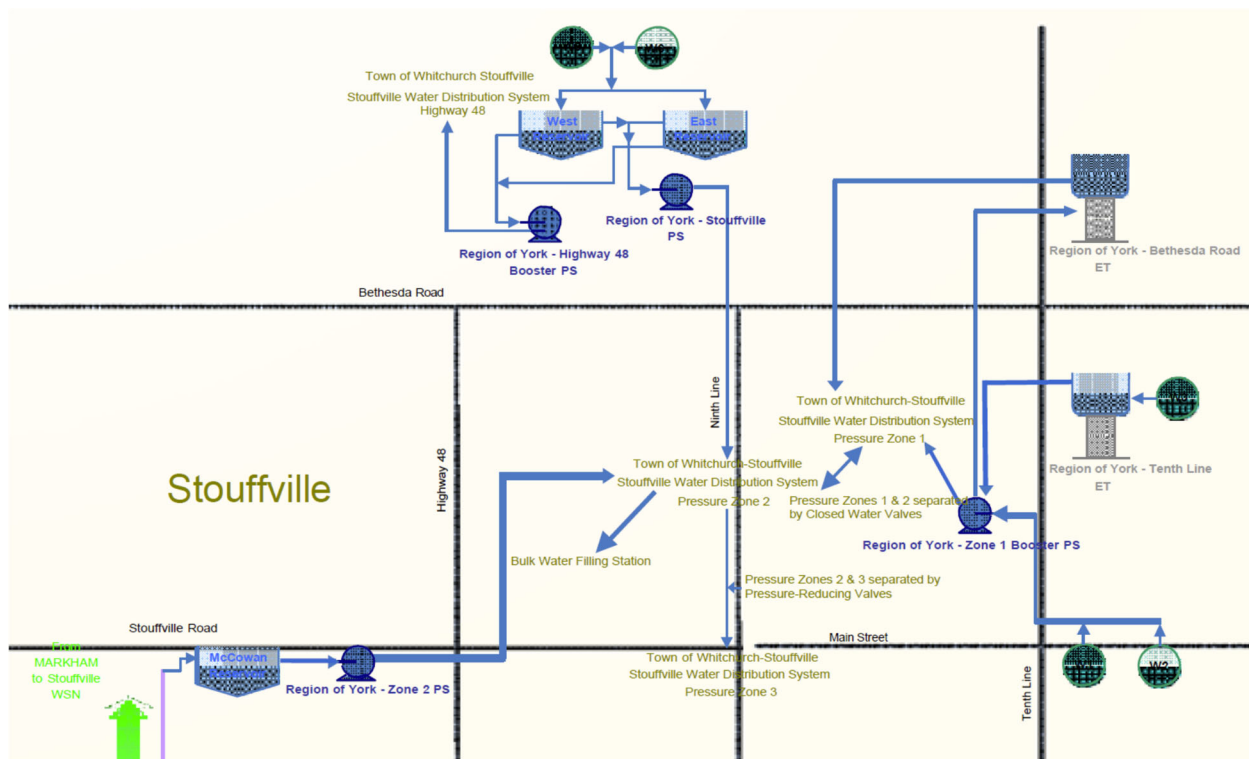 Town of Whitchurch Stouffville
Stouffville Water Distribution System
Highway 48
West
East
Region of York - Stouffville
PS
Region of York - Highway 48
Booster PS
Region of York - Bethesda Road
ET
Bethesda Road
Ninth Line
Highway 48
Stouffville
Town of Whitchurch-Stouffville
Stouffville Water Distribution System
Pressure Zone 1
Town of Whitchurch-Stouffville
Stouffville Water Distribution System
Pressure Zone 2
Pressure Zones 1 & 2 separated
by Closed Water Valves
Region of York - Tenth Line
ET
Region of York - Zone 1 Booster PS
Bulk Water Filling Station
Pressure Zones 2 & 3 separated by
Pressure-Reducing Valves
Stouffville Road
Main Street
From
MARKHAM
to Stouffville
WSN
McCowan
Region of York - Zone 2 PS
Town of Whitchurch-Stouffville
Stouffville Water Distribution System
Pressure Zone 3
Tenth Line
W2